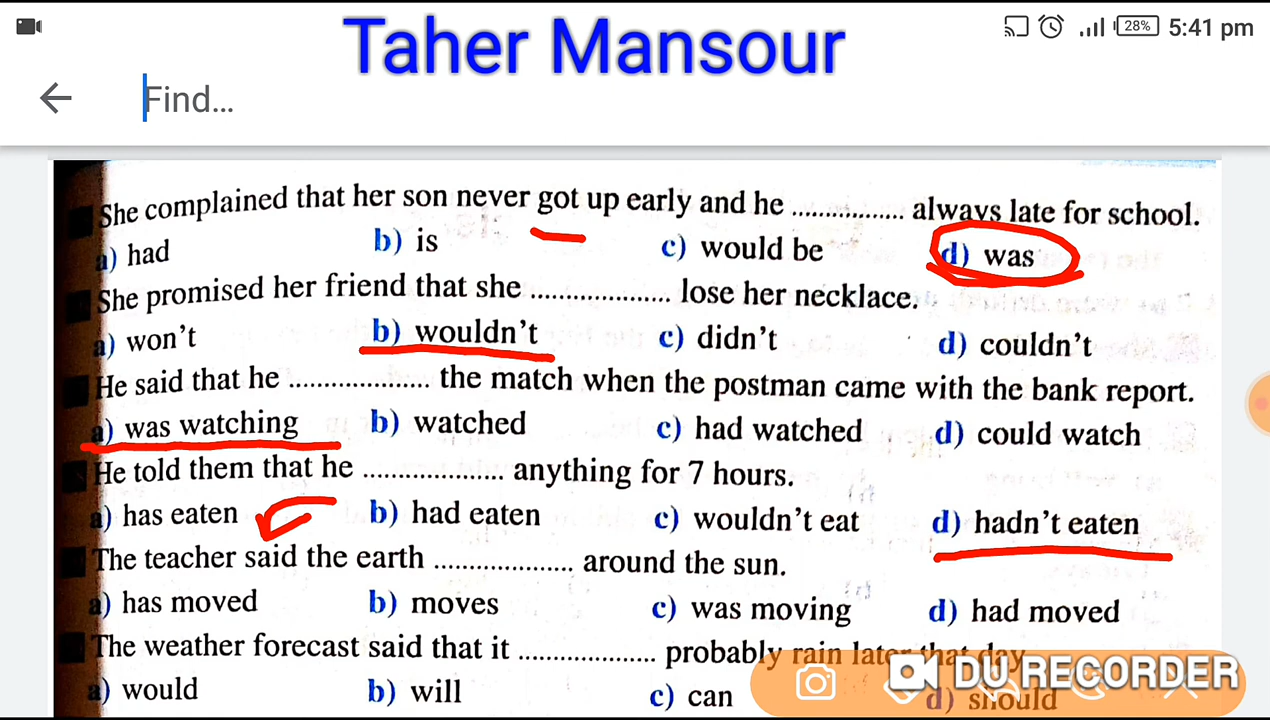 Taher Mansour
28% 5:41 pm
Find...
She complained that her son never got up early and he ................ always late for school.
a) had b) is c) would be d) was
She promised her friend that she .................... lose her necklace.
a) won't b) wouldn't c) didn't d) couldn't
He said that he .................... the match when the postman came with the bank report.
a) was watching b) watched c) had watched d) could watch
He told them that he .................... anything for 7 hours.
a) has eaten b) had eaten c) wouldn't eat d) hadn't eaten
The teacher said the earth .................... around the sun.
a) has moved b) moves c) was moving d) had moved
The weather forecast said that it .................... probably rain later that day
a) would b) will c) can d) should
DU RECORDER